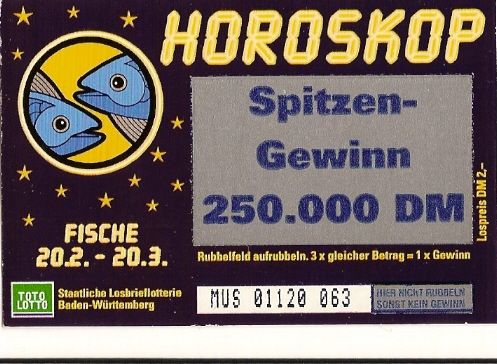 HOROSKOP
Spitzen-
Gewinn
250.000 DM
Lospreis DM 2,-
FISCHE
20.2. - 20.3.
Rubbelfeld aufrubbeln. 3 x gleicher Betrag = 1 x Gewinn
TOTO
LOTTO
Staatliche Losbrieflotterie
Baden-Württemberg
MUS 01120 063
HIER NICHT RUBBELN
SONST KEIN GEWINN